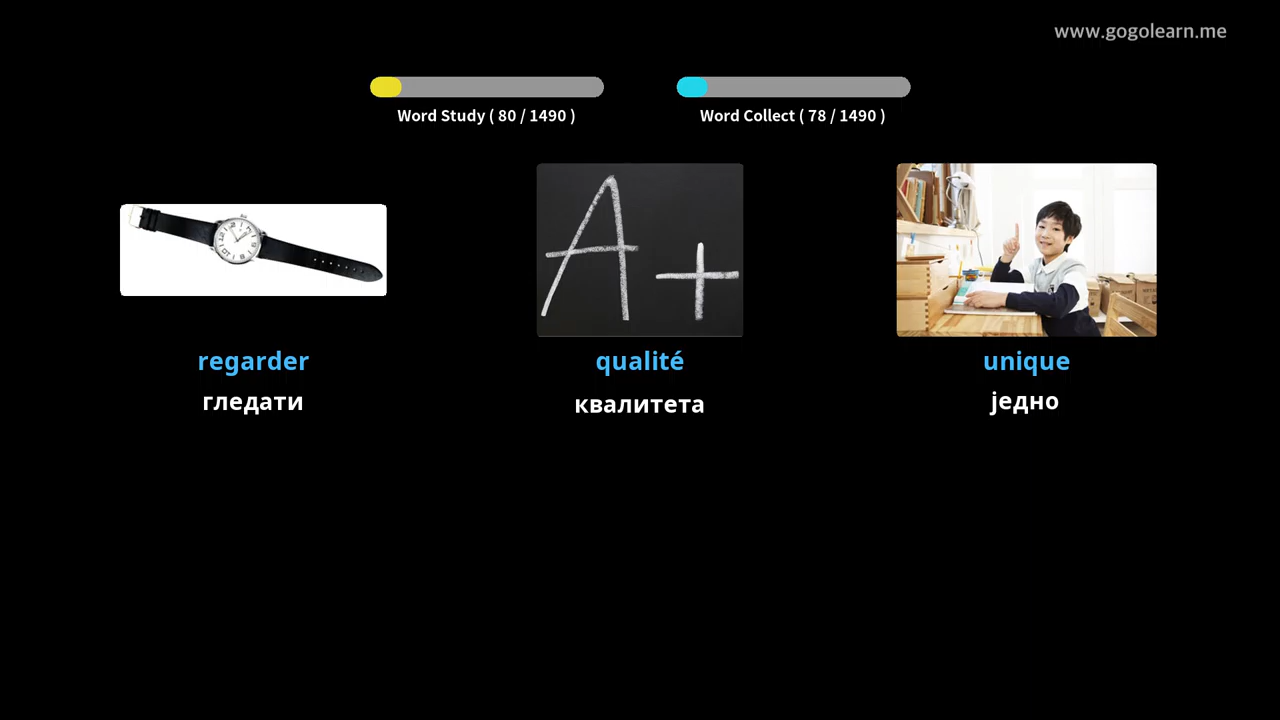 www.gogolearn.me
Word Study ( 80 / 1490 )
Word Collect ( 78 / 1490 )
A+
regarder
qualité
unique
гледати
квалитета
једно